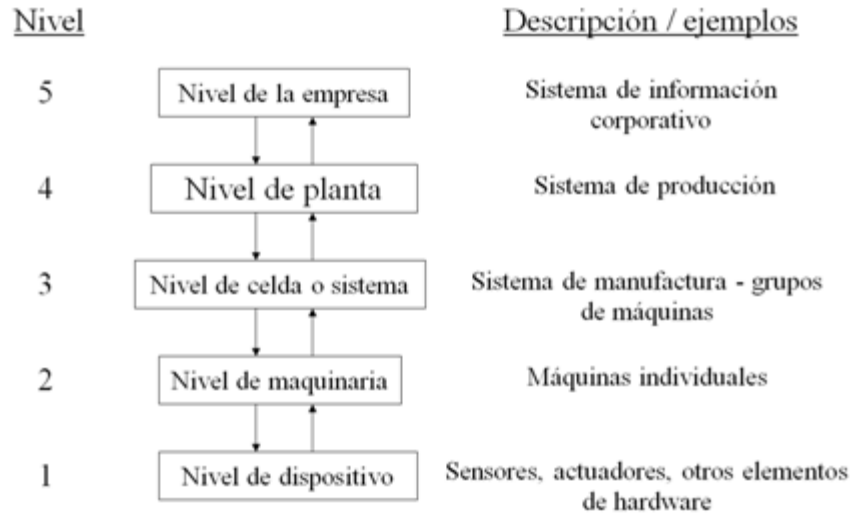 Nivel
Descripción / ejemplos
5
Nivel de la empresa
Sistema de información
corporativo
4
Nivel de planta
Sistema de producción
3
Nivel de celda o sistema
Sistema de manufactura - grupos
de máquinas
2
Nivel de maquinaria
Máquinas individuales
1
Nivel de dispositivo
Sensores, actuadores, otros elementos
de hardware